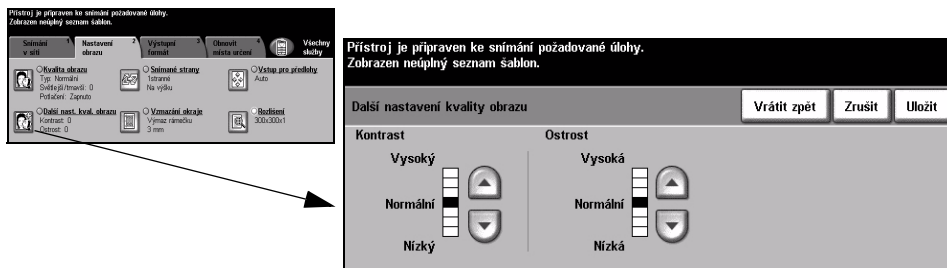 Přístroj je připraven ke snímání požadované úlohy.
Zobrazen neúplný seznam šablon.
Snímání v síti 1
Nastavení obrazu 2
Výstupní formát 3
Obnovit místa určení 4
Všechny služby
Kvalita obrazu
Typ: Normální
Světlejší/tmavší: 0
Potlačení: Zapnuto
Snímané strany
1stranné
Na výšku
Vstup pro předlohy
Auto
Další nast. kval. obrazu
Kontrast: 0
Ostrost: 0
Vymazání okraje
Výmaz rámečku
3 mm
Rozlišení
300x300x1
Přístroj je připraven ke snímání požadované úlohy.
Zobrazen neúplný seznam šablon.
Další nastavení kvality obrazu
Vrátit zpět
Zrušit
Uložit
Kontrast
Ostrost
Vysoký
Vysoká
Normální
Normální
Nízký
Nízká